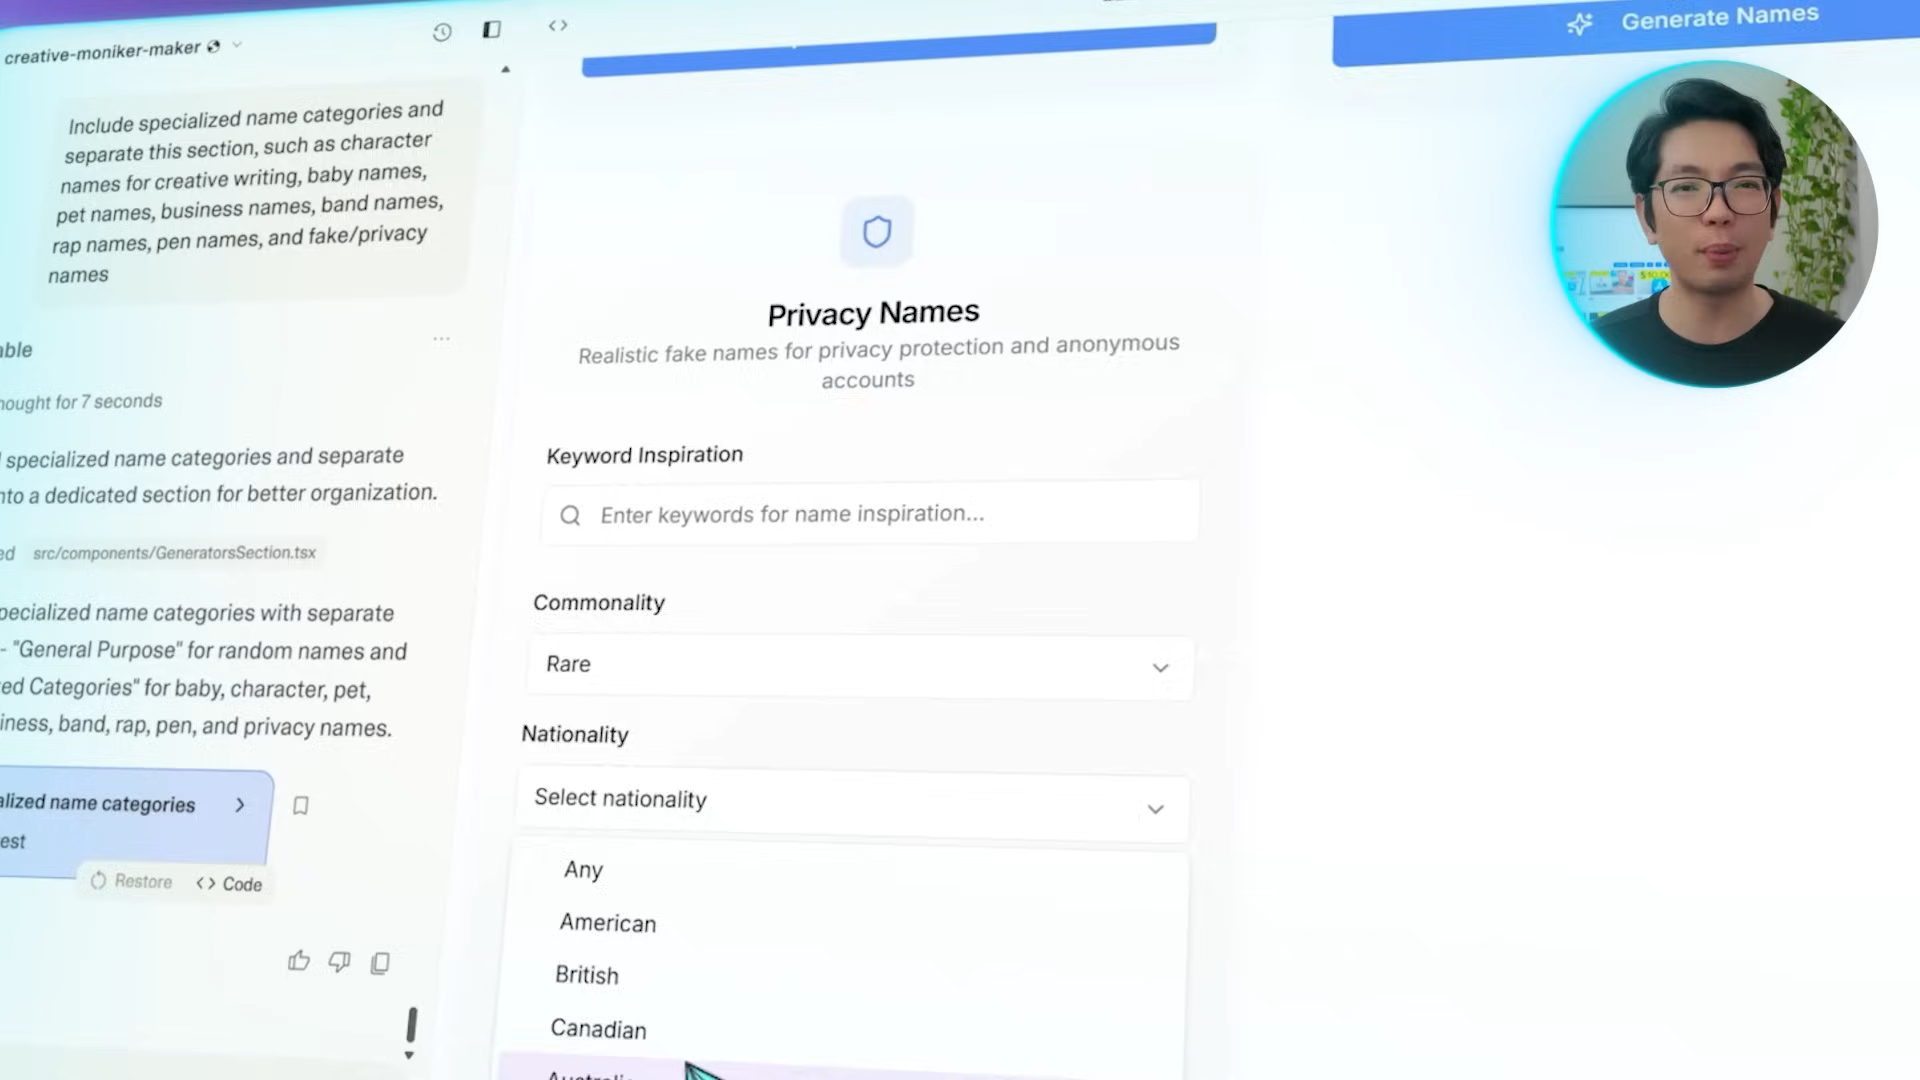 creative-moniker-maker
Include specialized name categories and
separate this section, such as character
names for creative writing, baby names,
pet names, business names, band names,
rap names, pen names, and fake/privacy
names
able
hought for 7 seconds
specialized name categories and separate
nto a dedicated section for better organization.
ed src/components/GeneratorsSection.tsx
pecialized name categories with separate
- "General Purpose" for random names and
ed Categories" for baby, character, pet,
iness, band, rap, pen, and privacy names.
alized name categories
est
Restore
Code
Generate Names
Privacy Names
Realistic fake names for privacy protection and anonymous
accounts
Keyword Inspiration
Enter keywords for name inspiration...
Commonality
Rare
Nationality
Select nationality
Any
American
British
Canadian